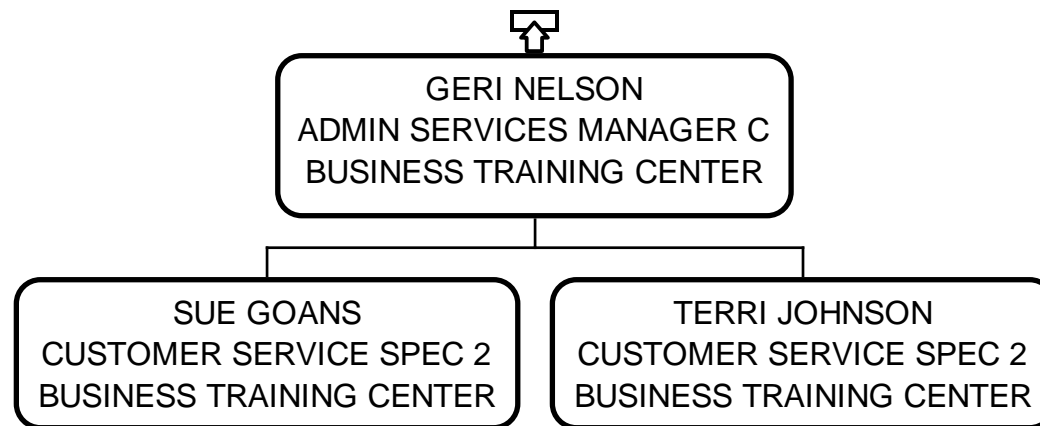 GERI NELSON
ADMIN SERVICES MANAGER C
BUSINESS TRAINING CENTER
SUE GOANS
CUSTOMER SERVICE SPEC 2
BUSINESS TRAINING CENTER
TERRI JOHNSON
CUSTOMER SERVICE SPEC 2
BUSINESS TRAINING CENTER